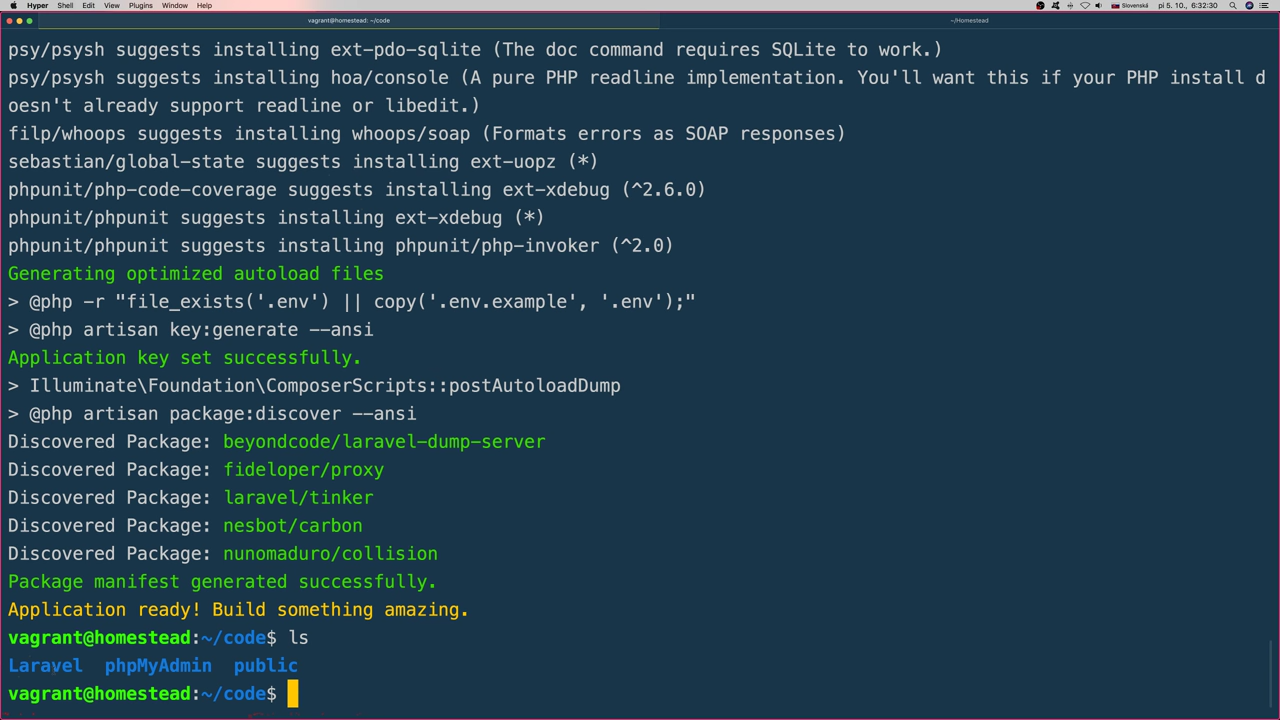 Hyper Shell Edit View Plugins Window Help Slovenská pi 5. 10., 6:32:30
vagrant@homestead: ~/code ~/Homestead
psy/psysh suggests installing ext-pdo-sqlite (The doc command requires SQLite to work.)
psy/psysh suggests installing hoa/console (A pure PHP readline implementation. You'll want this if your PHP install d
oesn't already support readline or libedit.)
filp/whoops suggests installing whoops/soap (Formats errors as SOAP responses)
sebastian/global-state suggests installing ext-uopz (*)
phpunit/php-code-coverage suggests installing ext-xdebug (^2.6.0)
phpunit/phpunit suggests installing ext-xdebug (*)
phpunit/phpunit suggests installing phpunit/php-invoker (^2.0)
Generating optimized autoload files
> @php -r "file_exists('.env') || copy('.env.example', '.env');"
> @php artisan key:generate --ansi
Application key set successfully.
> Illuminate\Foundation\ComposerScripts::postAutoloadDump
> @php artisan package:discover --ansi
Discovered Package: beyondcode/laravel-dump-server
Discovered Package: fideloper/proxy
Discovered Package: laravel/tinker
Discovered Package: nesbot/carbon
Discovered Package: nunomaduro/collision
Package manifest generated successfully.
Application ready! Build something amazing.
vagrant@homestead:~/code$ ls
Laravel phpMyAdmin public
vagrant@homestead:~/code$